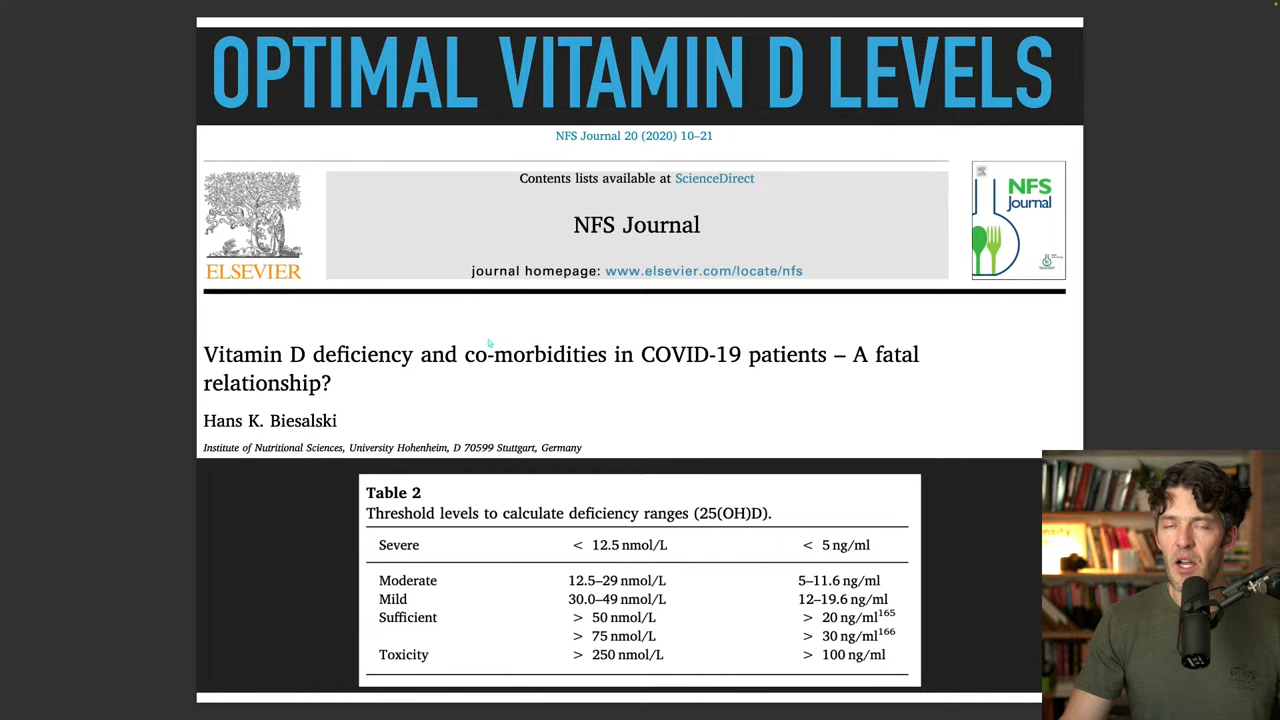 OPTIMAL VITAMIN D LEVELS
NFS Journal 20 (2020) 10–21
Contents lists available at ScienceDirect
NFS Journal
journal homepage: www.elsevier.com/locate/nfs
ELSEVIER
NFS
Journal
Vitamin D deficiency and co-morbidities in COVID-19 patients – A fatal
relationship?
Hans K. Biesalski
Institute of Nutritional Sciences, University Hohenheim, D 70599 Stuttgart, Germany
Table 2
Threshold levels to calculate deficiency ranges (25(OH)D).
Severe < 12.5 nmol/L < 5 ng/ml
Moderate 12.5–29 nmol/L 5–11.6 ng/ml
Mild 30.0–49 nmol/L 12–19.6 ng/ml
Sufficient > 50 nmol/L > 20 ng/ml165
> 75 nmol/L > 30 ng/ml166
Toxicity > 250 nmol/L > 100 ng/ml